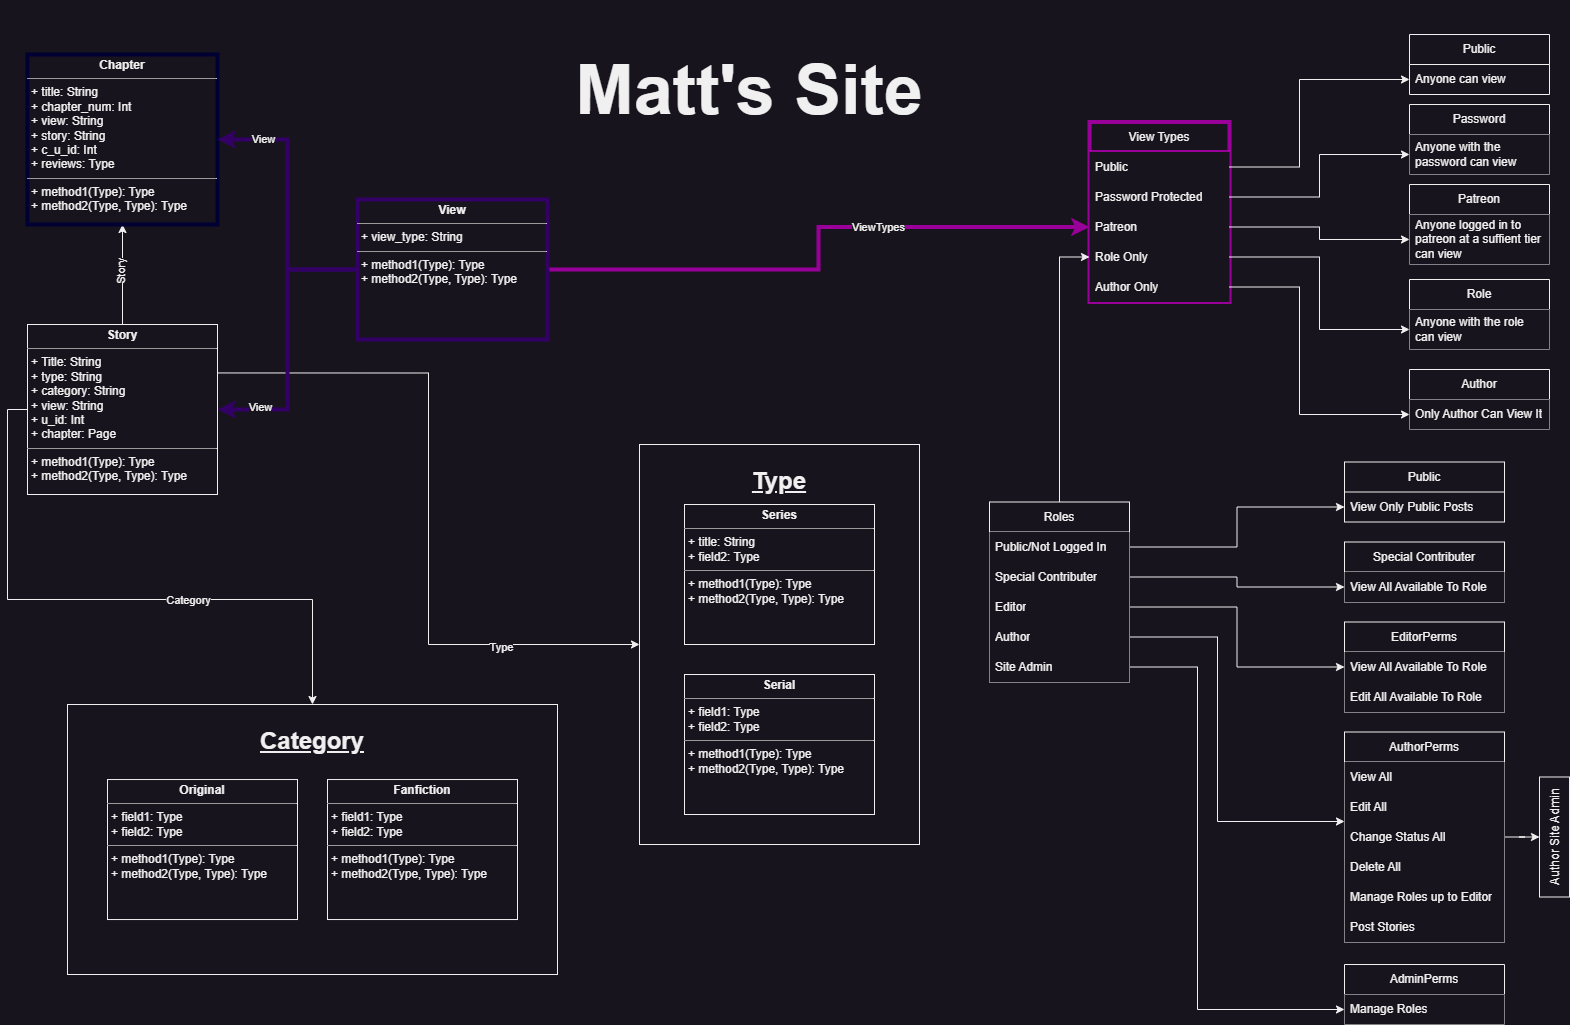 Matt's Site
Chapter
+ title: String
+ chapter_num: Int
+ view: String
+ story: String
+ c_u_id: Int
+ reviews: Type
+ method1(Type): Type
+ method2(Type, Type): Type
View
View
+ view_type: String
+ method1(Type): Type
+ method2(Type, Type): Type
ViewTypes
Story
Story
+ Title: String
+ type: String
+ category: String
+ view: String
+ u_id: Int
+ chapter: Page
+ method1(Type): Type
+ method2(Type, Type): Type
View
Category
Type
Category
Original
+ field1: Type
+ field2: Type
+ method1(Type): Type
+ method2(Type, Type): Type
Fanfiction
+ field1: Type
+ field2: Type
+ method1(Type): Type
+ method2(Type, Type): Type
Type
Series
+ title: String
+ field2: Type
+ method1(Type): Type
+ method2(Type, Type): Type
Serial
+ field1: Type
+ field2: Type
+ method1(Type): Type
+ method2(Type, Type): Type
View Types
Public
Password Protected
Patreon
Role Only
Author Only
Public
Anyone can view
Password
Anyone with the
password can view
Patreon
Anyone logged in to
patreon at a suffient tier
can view
Role
Anyone with the role
can view
Author
Only Author Can View It
Roles
Public/Not Logged In
Special Contributer
Editor
Author
Site Admin
Public
View Only Public Posts
Special Contributer
View All Available To Role
EditorPerms
View All Available To Role
Edit All Available To Role
AuthorPerms
View All
Edit All
Change Status All
Delete All
Manage Roles up to Editor
Post Stories
Author Site Admin
AdminPerms
Manage Roles